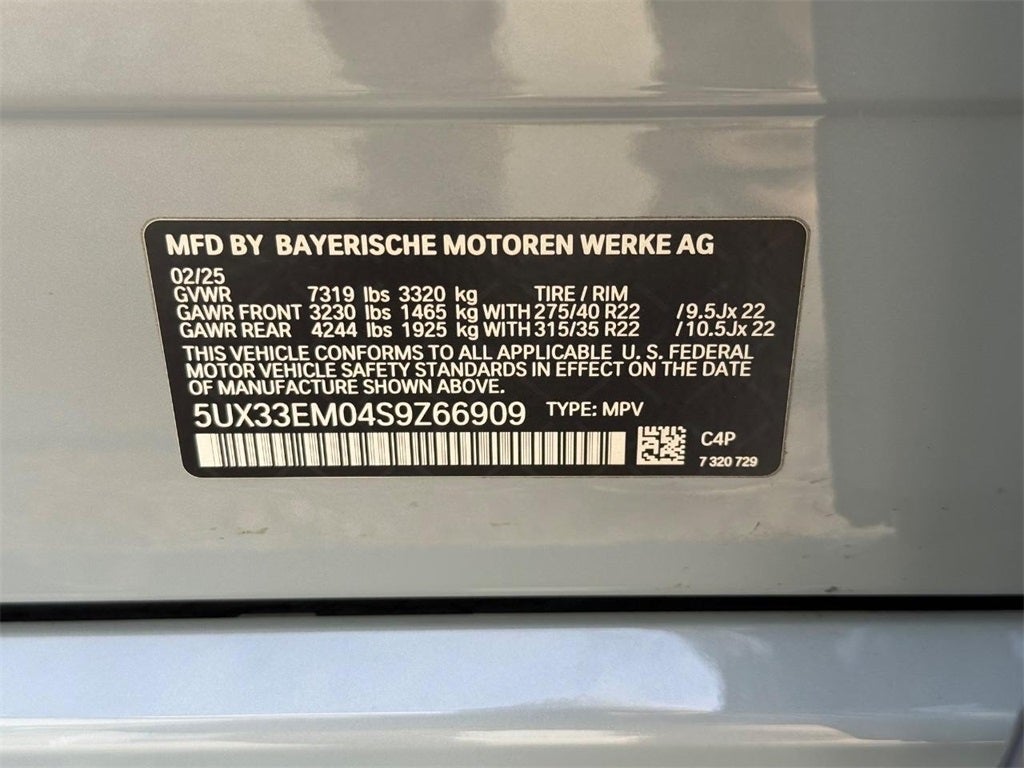 MFD BY BAYERISCHE MOTOREN WERKE AG
02/25
GVWR 7319 lbs 3320 kg TIRE / RIM
GAWR FRONT 3230 lbs 1465 kg WITH 275/40 R22 /9.5Jx 22
GAWR REAR 4244 lbs 1925 kg WITH 315/35 R22 /10.5Jx 22
THIS VEHICLE CONFORMS TO ALL APPLICABLE U. S. FEDERAL
MOTOR VEHICLE SAFETY STANDARDS IN EFFECT ON THE DATE
OF MANUFACTURE SHOWN ABOVE.
5UX33EM04S9Z66909 TYPE: MPV
C4P
7 320 729